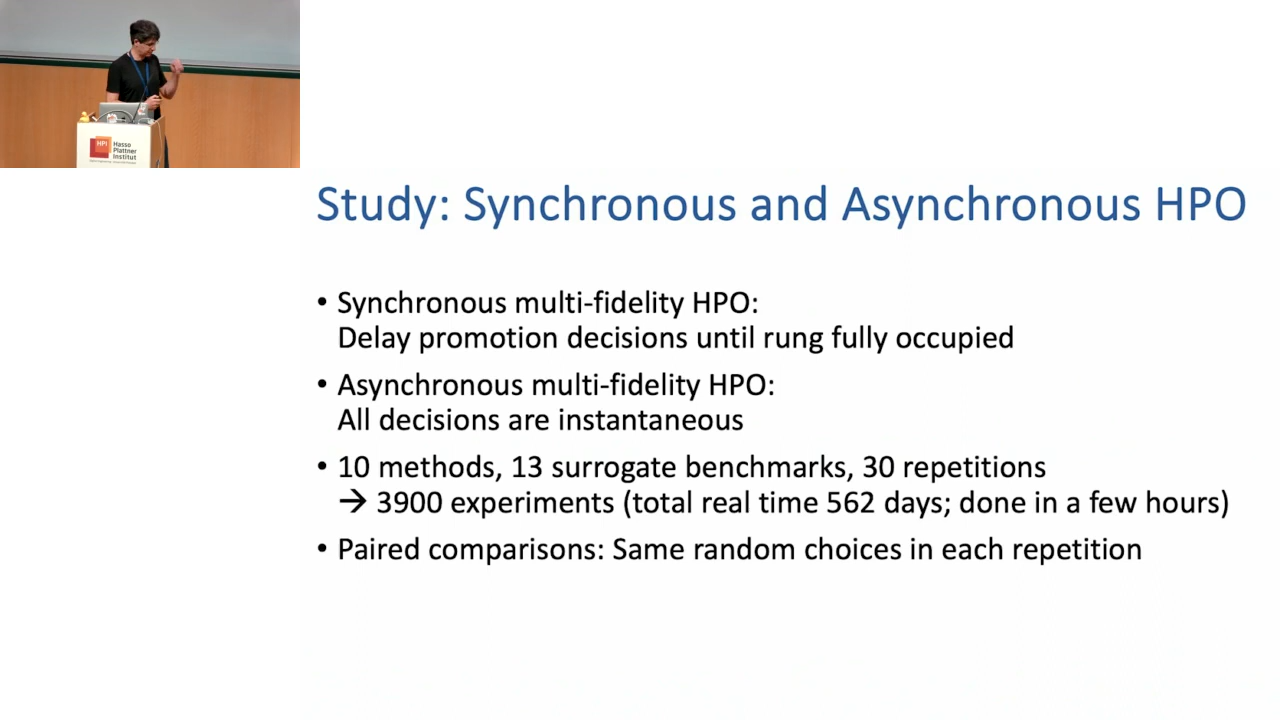 HPI
Hasso
Plattner
Institut
Study: Synchronous and Asynchronous HPO
• Synchronous multi-fidelity HPO:
Delay promotion decisions until rung fully occupied
• Asynchronous multi-fidelity HPO:
All decisions are instantaneous
• 10 methods, 13 surrogate benchmarks, 30 repetitions
→ 3900 experiments (total real time 562 days; done in a few hours)
• Paired comparisons: Same random choices in each repetition